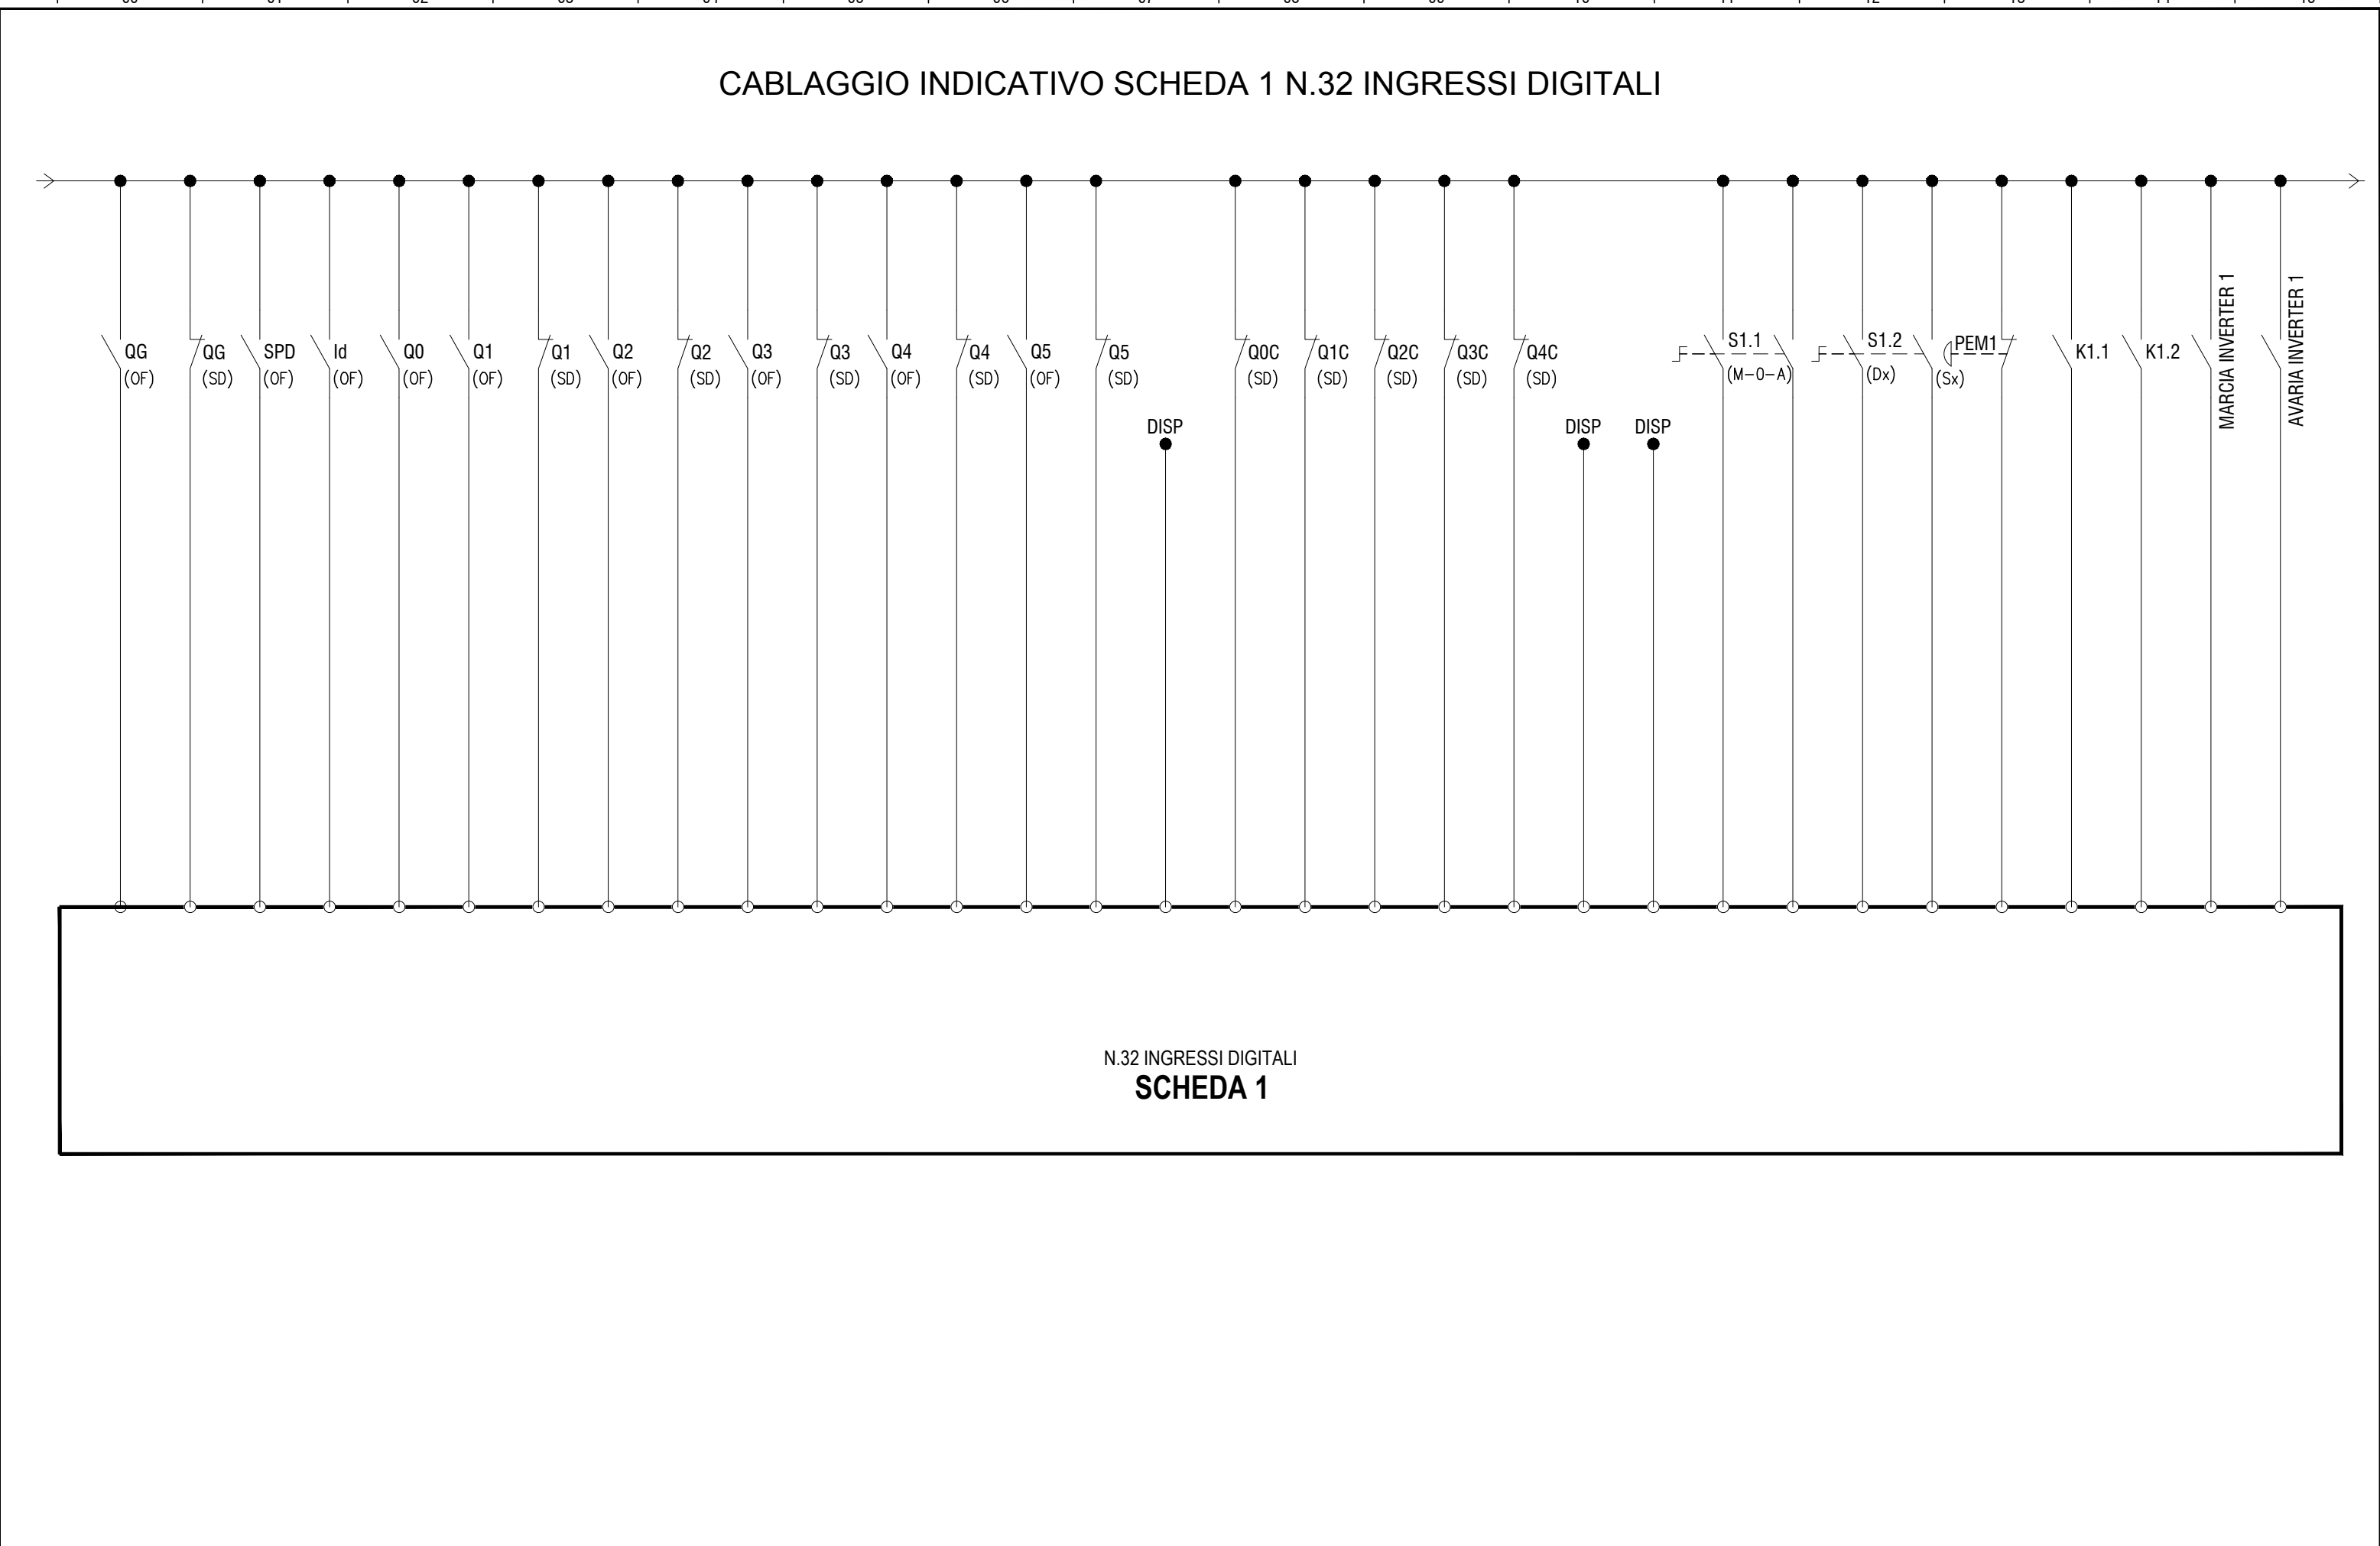 CABLAGGIO INDICATIVO SCHEDA 1 N.32 INGRESSI DIGITALI
QG
(OF)
QG
(SD)
SPD
(OF)
Id
(OF)
Q0
(OF)
Q1
(OF)
Q1
(SD)
Q2
(OF)
Q2
(SD)
Q3
(OF)
Q3
(SD)
Q4
(OF)
Q4
(SD)
Q5
(OF)
Q5
(SD)
DISP
Q0C
(SD)
Q1C
(SD)
Q2C
(SD)
Q3C
(SD)
Q4C
(SD)
DISP
DISP
S1.1
(M-0-A)
S1.2
(Dx)
(Sx)
PEM1
K1.1
K1.2
MARCIA INVERTER 1
AVARIA INVERTER 1
N.32 INGRESSI DIGITALI
SCHEDA 1